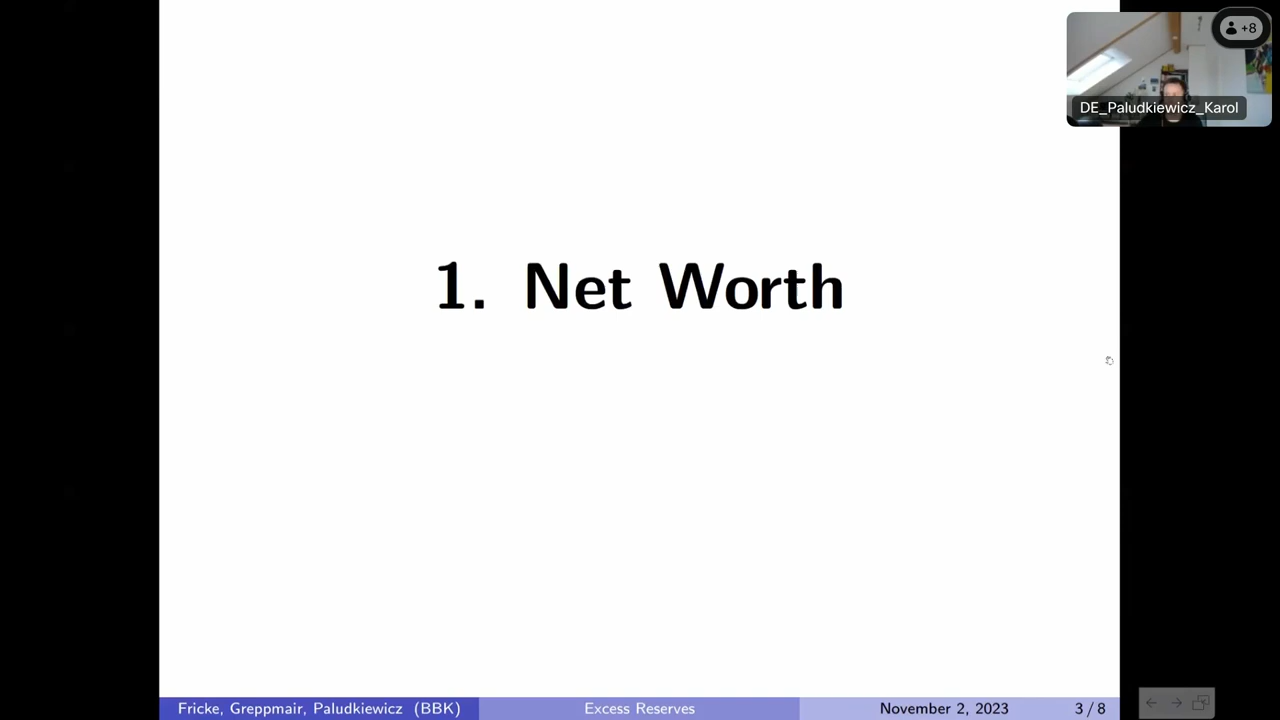 +8
DE_Paludkiewicz_Karol
1. Net Worth
Fricke, Greppmair, Paludkiewicz (BBK)
Excess Reserves
November 2, 2023
3 / 8